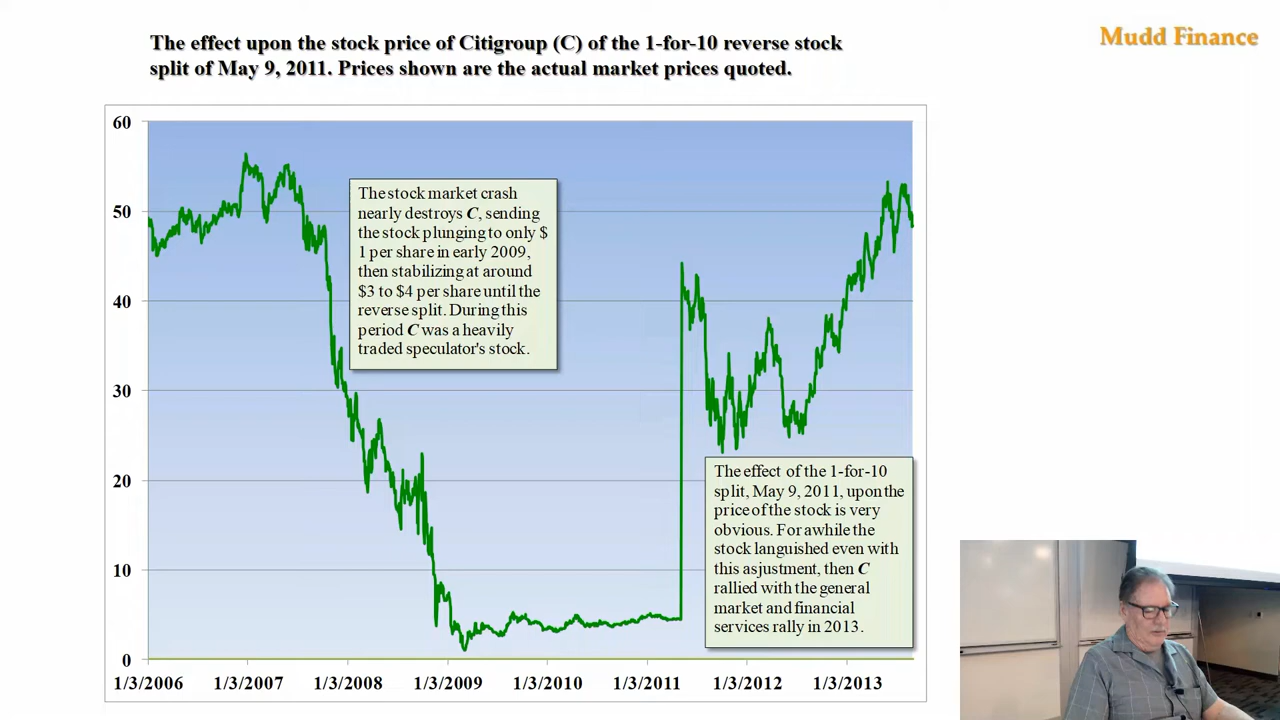 The effect upon the stock price of Citigroup (C) of the 1-for-10 reverse stock
split of May 9, 2011. Prices shown are the actual market prices quoted.
Mudd Finance
60
50
40
30
20
10
0
The stock market crash
nearly destroys C, sending
the stock plunging to only $
1 per share in early 2009,
then stabilizing at around
$3 to $4 per share until the
reverse split. During this
period C was a heavily
traded speculator's stock.
The effect of the 1-for-10
split, May 9, 2011, upon the
price of the stock is very
obvious. For awhile the
stock languished even with
this asjustment, then C
rallied with the general
market and financial
services rally in 2013.
1/3/2006 1/3/2007 1/3/2008 1/3/2009 1/3/2010 1/3/2011 1/3/2012 1/3/2013